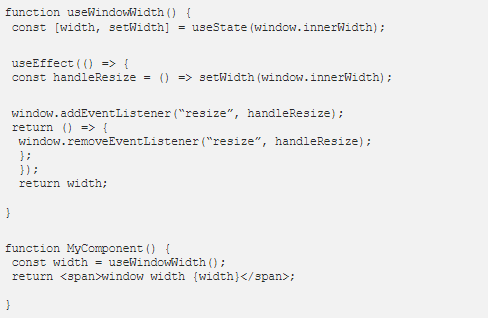 function useWindowWidth() {
const [width, setWidth] = useState(window.innerWidth);
useEffect(() => {
const handleResize = () => setWidth(window.innerWidth);
window.addEventListener(“resize”, handleResize);
return () => {
window.removeEventListener(“resize”, handleResize);
};
});
return width;
}
function MyComponent() {
const width = useWindowWidth();
return <span>window width {width}</span>;
}